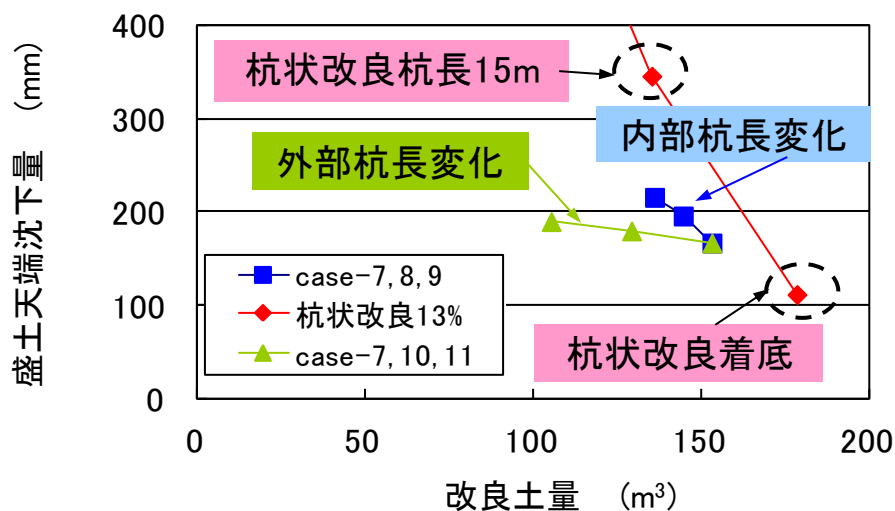 盛土天端沈下量 (mm)
400
300
200
100
0
杭状改良杭長15m
内部杭長変化
外部杭長変化
case-7,8,9
杭状改良13%
case-7,10,11
杭状改良着底
0 50 100 150 200
改良土量 (m³)